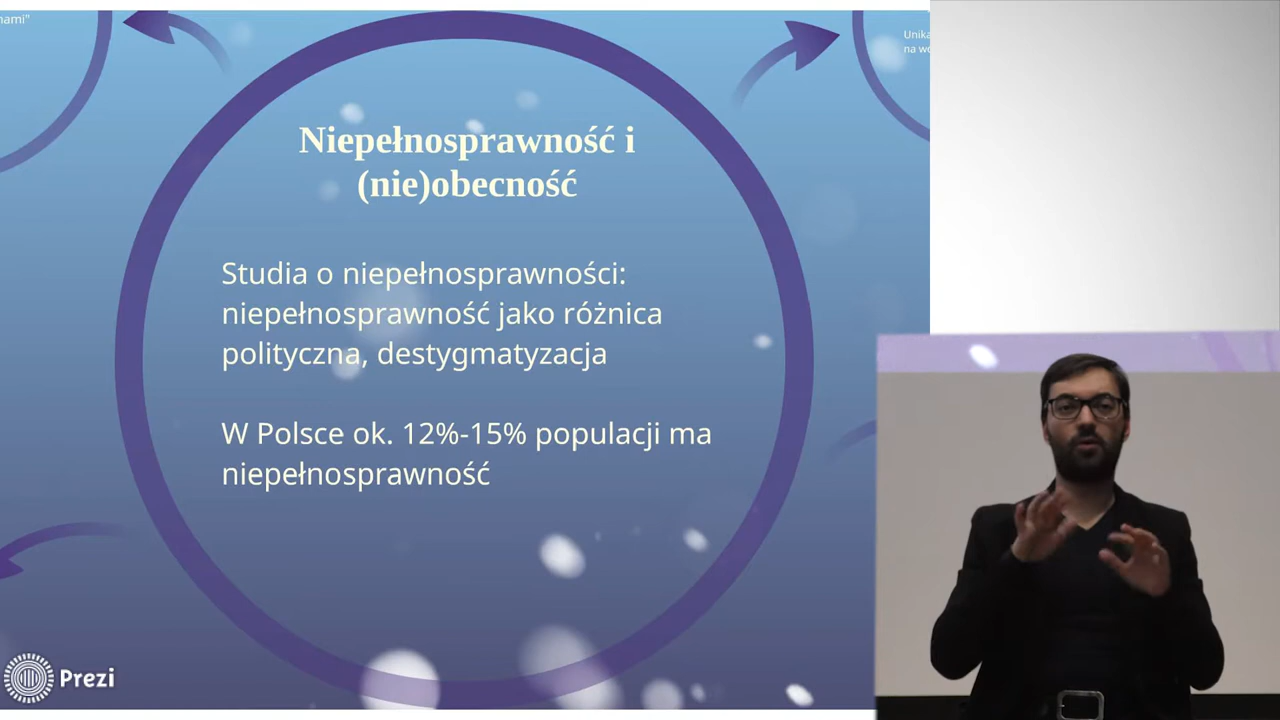 Niepełnosprawność i
(nie)obecność
Studia o niepełnosprawności:
niepełnosprawność jako różnica
polityczna, destygmatyzacja
W Polsce ok. 12%-15% populacji ma
niepełnosprawność
Prezi